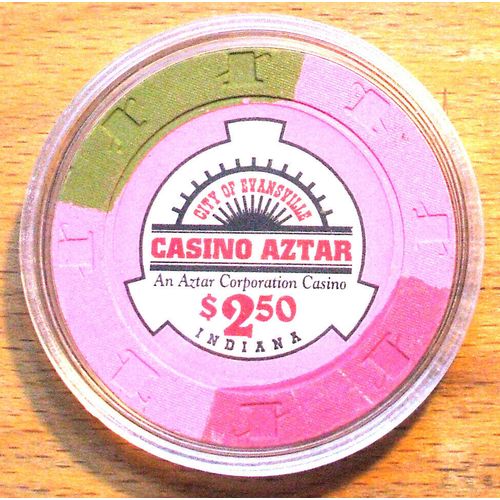 CITY OF EVANSVILLE
CASINO AZTAR
An Aztar Corporation Casino
$2.50
INDIANA